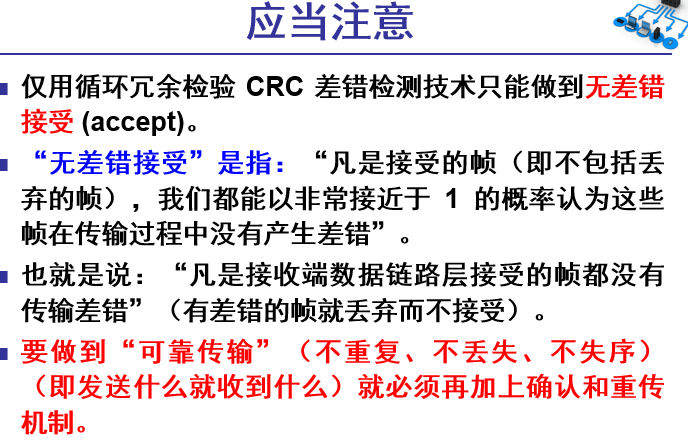 应当注意
仅用循环冗余检验 CRC 差错检测技术只能做到无差错
接受 (accept)。
“无差错接受”是指：“凡是接受的帧（即不包括丢
弃的帧），我们都能以非常接近于 1 的概率认为这些
帧在传输过程中没有产生差错”。
也就是说：“凡是接收端数据链路层接受的帧都没有
传输差错”（有差错的帧就丢弃而不接受）。
要做到“可靠传输”（不重复、不丢失、不失序）
（即发送什么就收到什么）就必须再加上确认和重传
机制。